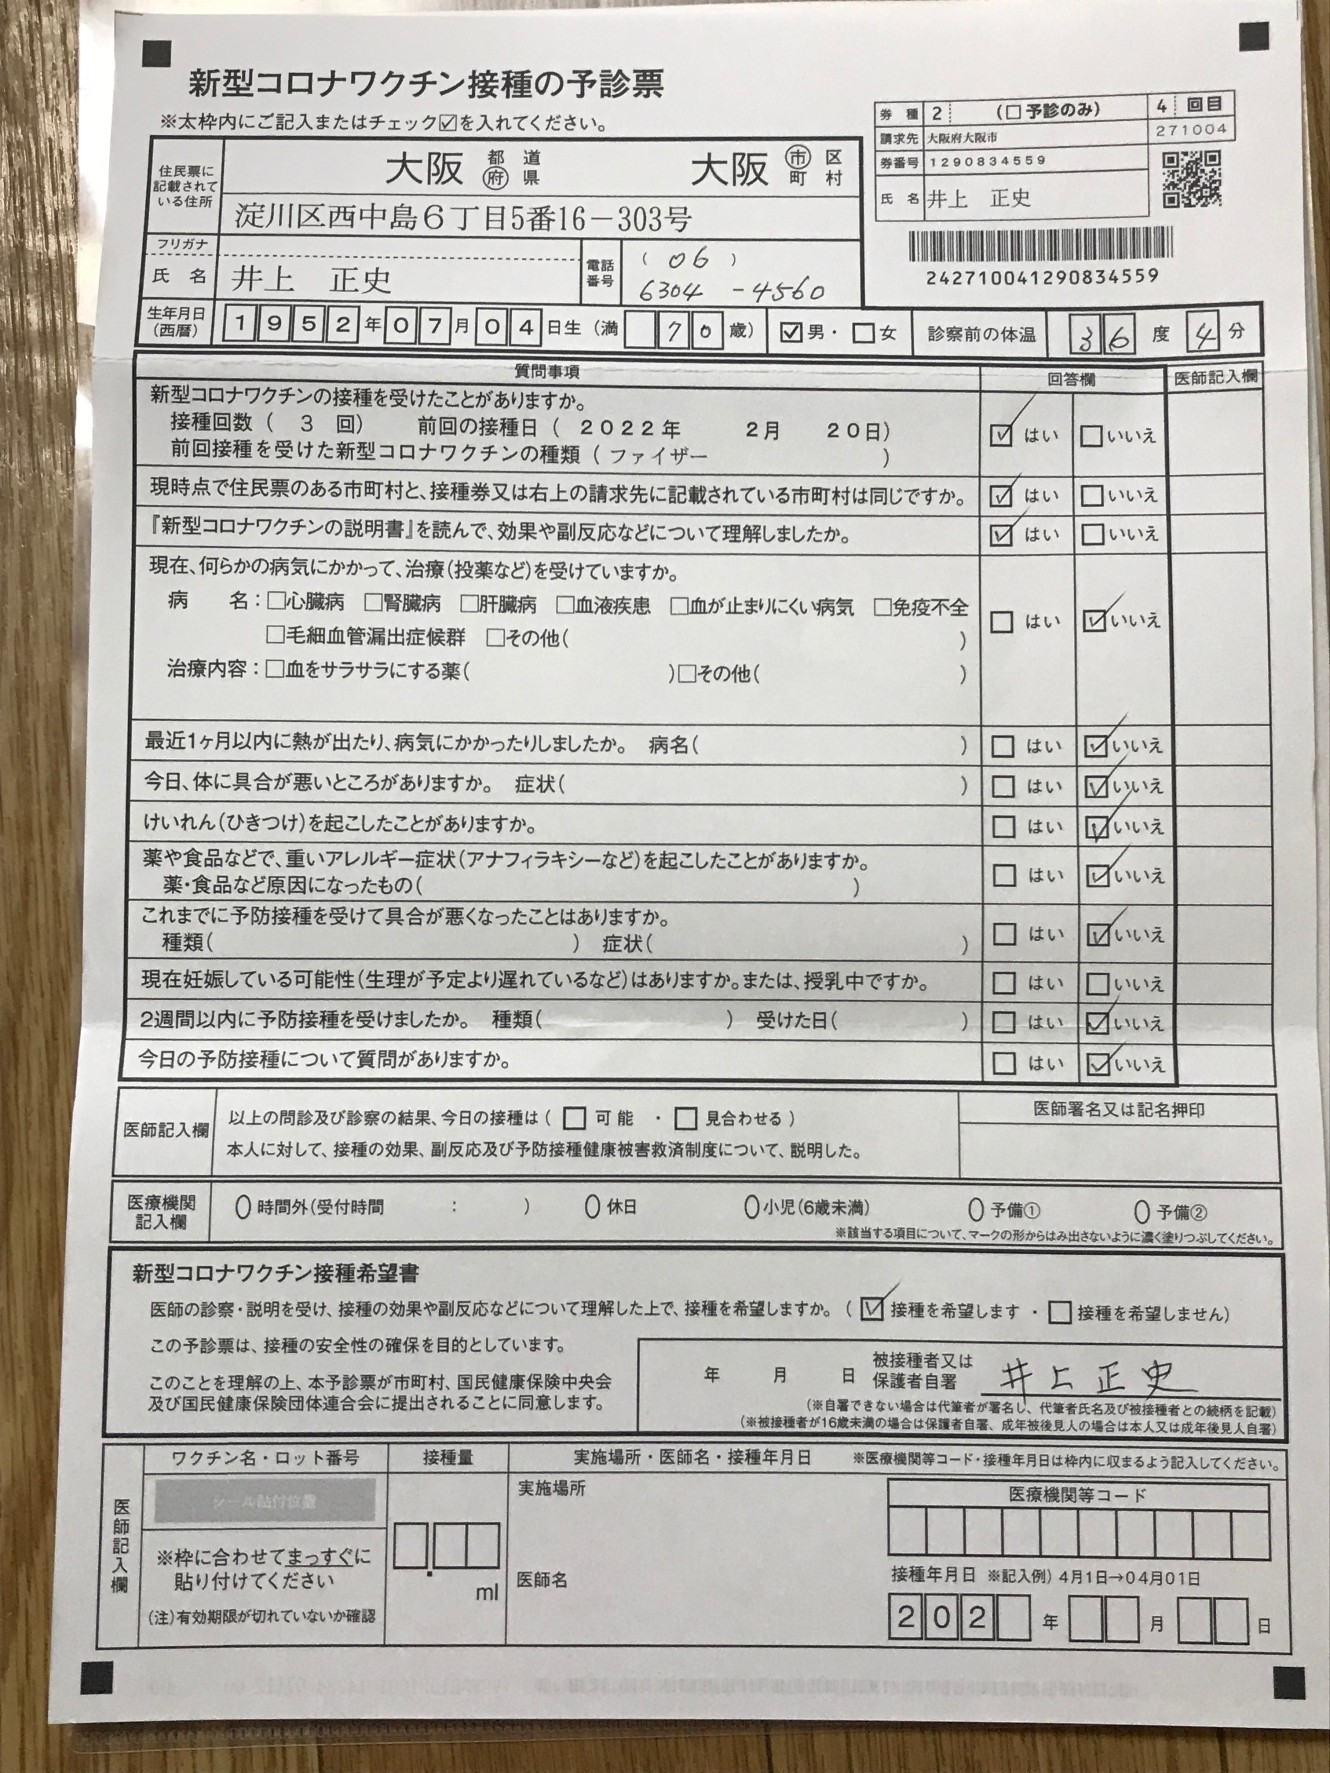 新型コロナワクチン接種の予診票
※太枠内にご記入またはチェック☑を入れてください。
券種 2 (□予診のみ) 4 回目
請求先 大阪府大阪市 271004
券番号 1290834559
氏名 井上 正史
242710041290834559
住民票に記載されている住所
大阪 都道府県 大阪 市区町村
淀川区西中島6丁目5番16-303号
フリガナ
氏名 井上 正史
電話番号 (06) 6304-4560
生年月日(西暦) 1952年07月04日生(満 70歳) ☑男・□女 診察前の体温 36度4分
質問事項 回答欄 医師記入欄
新型コロナワクチンの接種を受けたことがありますか。
接種回数( 3 回) 前回の接種日( 2022年 2月 20日)
前回接種を受けた新型コロナワクチンの種類(ファイザー )
☑はい □いいえ
現時点で住民票のある市町村と、接種券又は右上の請求先に記載されている市町村は同じですか。 ☑はい □いいえ
『新型コロナワクチンの説明書』を読んで、効果や副反応などについて理解しましたか。 ☑はい □いいえ
現在、何らかの病気にかかって、治療(投薬など)を受けていますか。
病名:□心臓病 □腎臓病 □肝臓病 □血液疾患 □血が止まりにくい病気 □免疫不全
□毛細血管漏出症候群 □その他( )
治療内容:□血をサラサラにする薬( )□その他( )
□はい ☑いいえ
最近1ヶ月以内に熱が出たり、病気にかかったりしましたか。 病名( ) □はい ☑いいえ
今日、体に具合が悪いところがありますか。 症状( ) □はい ☑いいえ
けいれん(ひきつけ)を起こしたことがありますか。 □はい ☑いいえ
薬や食品などで、重いアレルギー症状(アナフィラキシーなど)を起こしたことがありますか。
薬・食品など原因になったもの( ) □はい ☑いいえ
これまでに予防接種を受けて具合が悪くなったことはありますか。
種類( ) 症状( ) □はい ☑いいえ
現在妊娠している可能性(生理が予定より遅れているなど)はありますか。または、授乳中ですか。 □はい □いいえ
2週間以内に予防接種を受けましたか。 種類( ) 受けた日( ) □はい ☑いいえ
今日の予防接種について質問がありますか。 □はい ☑いいえ
医師記入欄
以上の問診及び診察の結果、今日の接種は(□可能・□見合わせる)
本人に対して、接種の効果、副反応及び予防接種健康被害救済制度について、説明した。
医師署名又は記名押印
医療機関記入欄
時間外(受付時間 : ) 休日 小児(6歳未満) 予備① 予備②
※該当する項目について、マークの形からはみ出さないように濃く塗りつぶしてください。
新型コロナワクチン接種希望書
医師の診察・説明を受け、接種の効果や副反応などについて理解した上で、接種を希望しますか。(☑接種を希望します・□接種を希望しません)
この予診票は、接種の安全性の確保を目的としています。
このことを理解の上、本予診票が市町村、国民健康保険中央会
及び国民健康保険団体連合会に提出されることに同意します。
年 月 日 被接種者又は保護者自署 井上正史
(※自署できない場合は代筆者が署名し、代筆者氏名及び被接種者との続柄を記載)
(※被接種者が16歳未満の場合は保護者自署、成年被後見人の場合は本人又は成年後見人自署)
医師記入欄
ワクチン名・ロット番号 接種量 実施場所・医師名・接種年月日 ※医療機関等コード・接種年月日は枠内に収まるよう記入してください。
シール貼付位置
※枠に合わせてまっすぐに
貼り付けてください
(注)有効期限が切れていないか確認
ml
実施場所
医師名
医療機関等コード
接種年月日 ※記入例)4月1日→04月01日
202 年 月 日